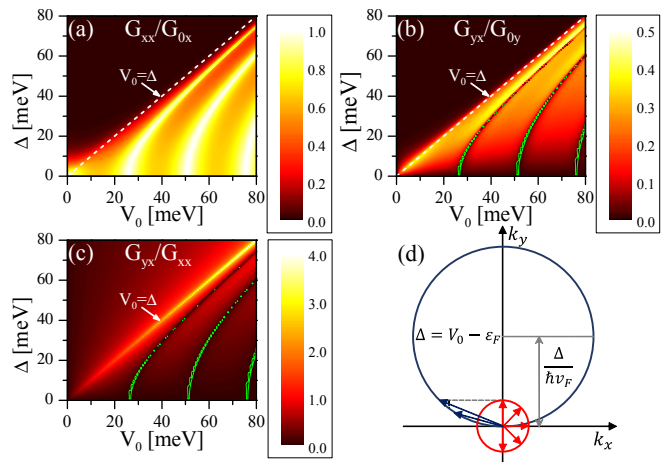 (a) G_xx/G_0x
V_0=Δ
Δ [meV]
80
60
40
20
0
0 20 40 60 80
V_0 [meV]
1.0
0.8
0.6
0.4
0.2
0.0
(b) G_yx/G_0y
V_0=Δ
Δ [meV]
80
60
40
20
0
0 20 40 60 80
V_0 [meV]
0.5
0.4
0.3
0.2
0.1
0.0
(c) G_yx/G_xx
V_0=Δ
Δ [meV]
80
60
40
20
0
0 20 40 60 80
V_0 [meV]
4.0
3.0
2.0
1.0
0.0
(d)
k_y
Δ = V_0 − ε_F
Δ
ħv_F
k_x